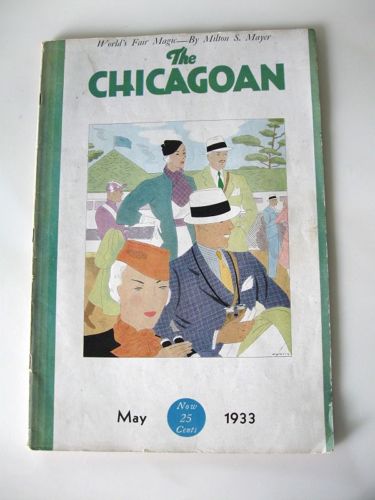 World's Fair Magic—By Milton S. Mayer
The
CHICAGOAN
May
Now
25
Cents
1933